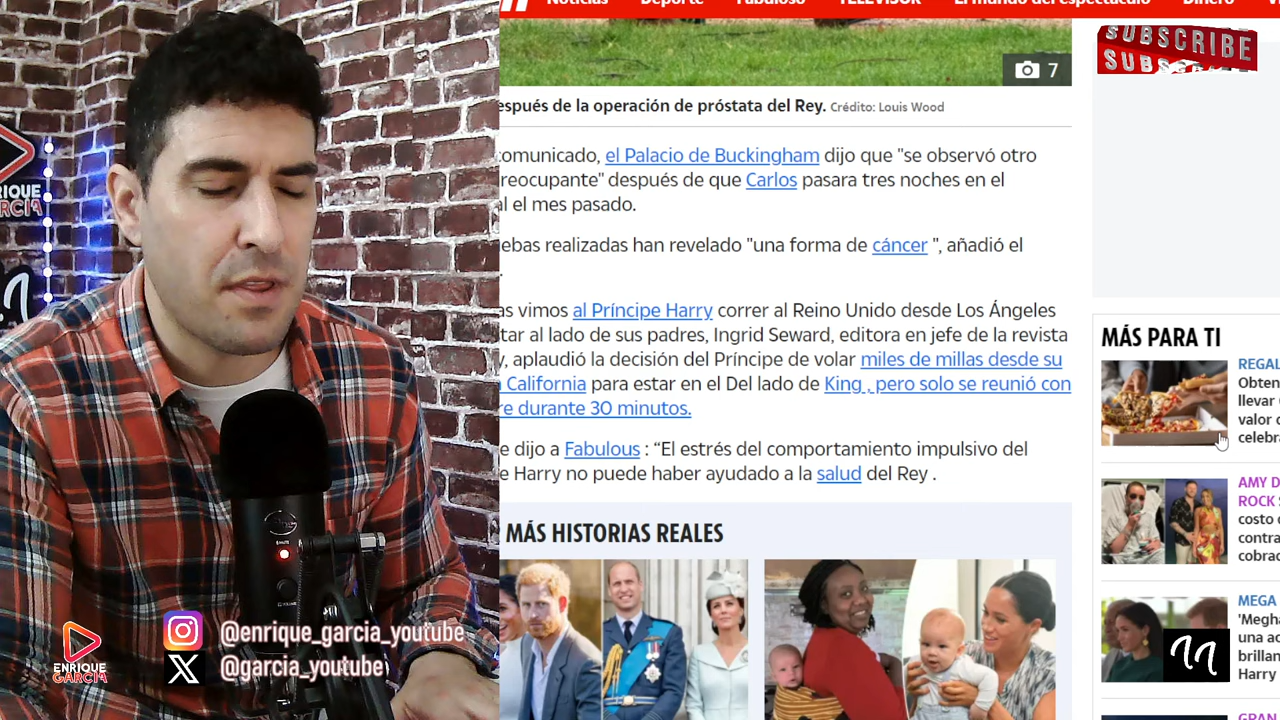 Noticias Deporte Fabuloso TELEVISOR El mundo del espectáculo Dinero
SUBSCRIBE
SUBSCRIBE
7
espués de la operación de próstata del Rey. Crédito: Louis Wood
comunicado, el Palacio de Buckingham dijo que "se observó otro
reocupante" después de que Carlos pasara tres noches en el
al el mes pasado.
ebas realizadas han revelado "una forma de cáncer ", añadió el
as vimos al Príncipe Harry correr al Reino Unido desde Los Ángeles
tar al lado de sus padres, Ingrid Seward, editora en jefe de la revista
y, aplaudió la decisión del Príncipe de volar miles de millas desde su
a California para estar en el Del lado de King , pero solo se reunió con
re durante 30 minutos.
e dijo a Fabulous : “El estrés del comportamiento impulsivo del
e Harry no puede haber ayudado a la salud del Rey .
MÁS HISTORIAS REALES
MÁS PARA TI
REGAL
Obten
llevar
valor c
celebra
AMY D
ROCK
costo
contra
cobrac
MEGA
'Megha
una ac
brillan
Harry
GRAN
RIQUE
GARCIA
@enrique_garcia_youtube
@garcia_youtube
ENRIQUE
GARCIA